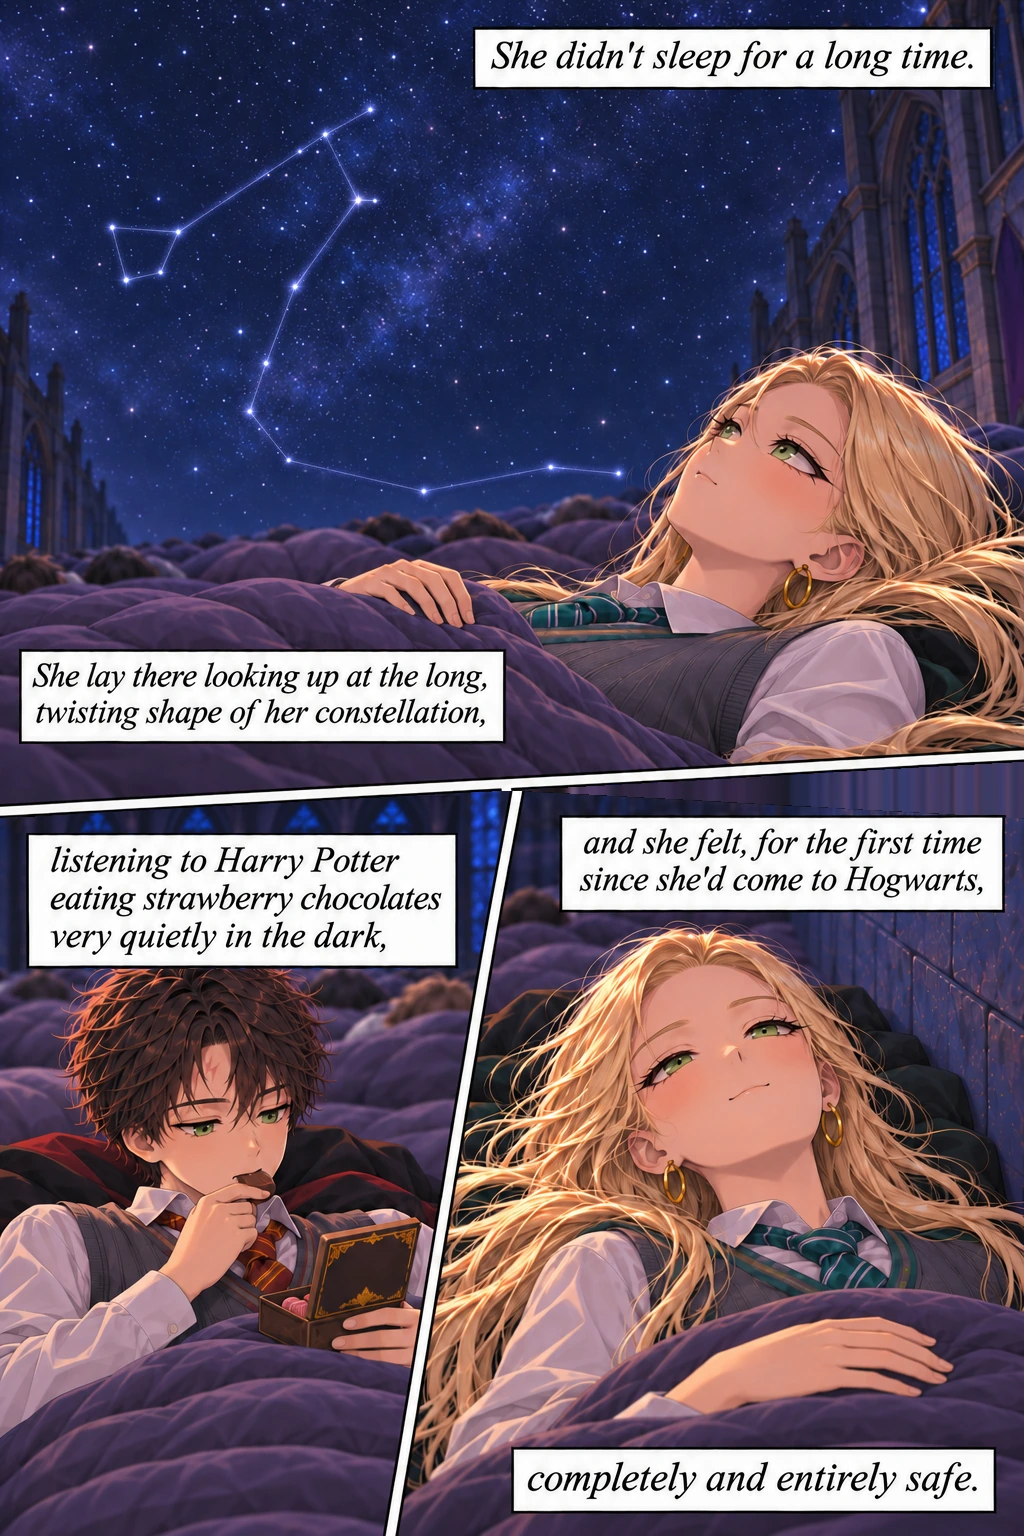 She didn't sleep for a long time.
She lay there looking up at the long,
twisting shape of her constellation,
listening to Harry Potter
eating strawberry chocolates
very quietly in the dark,
and she felt, for the first time
since she'd come to Hogwarts,
completely and entirely safe.